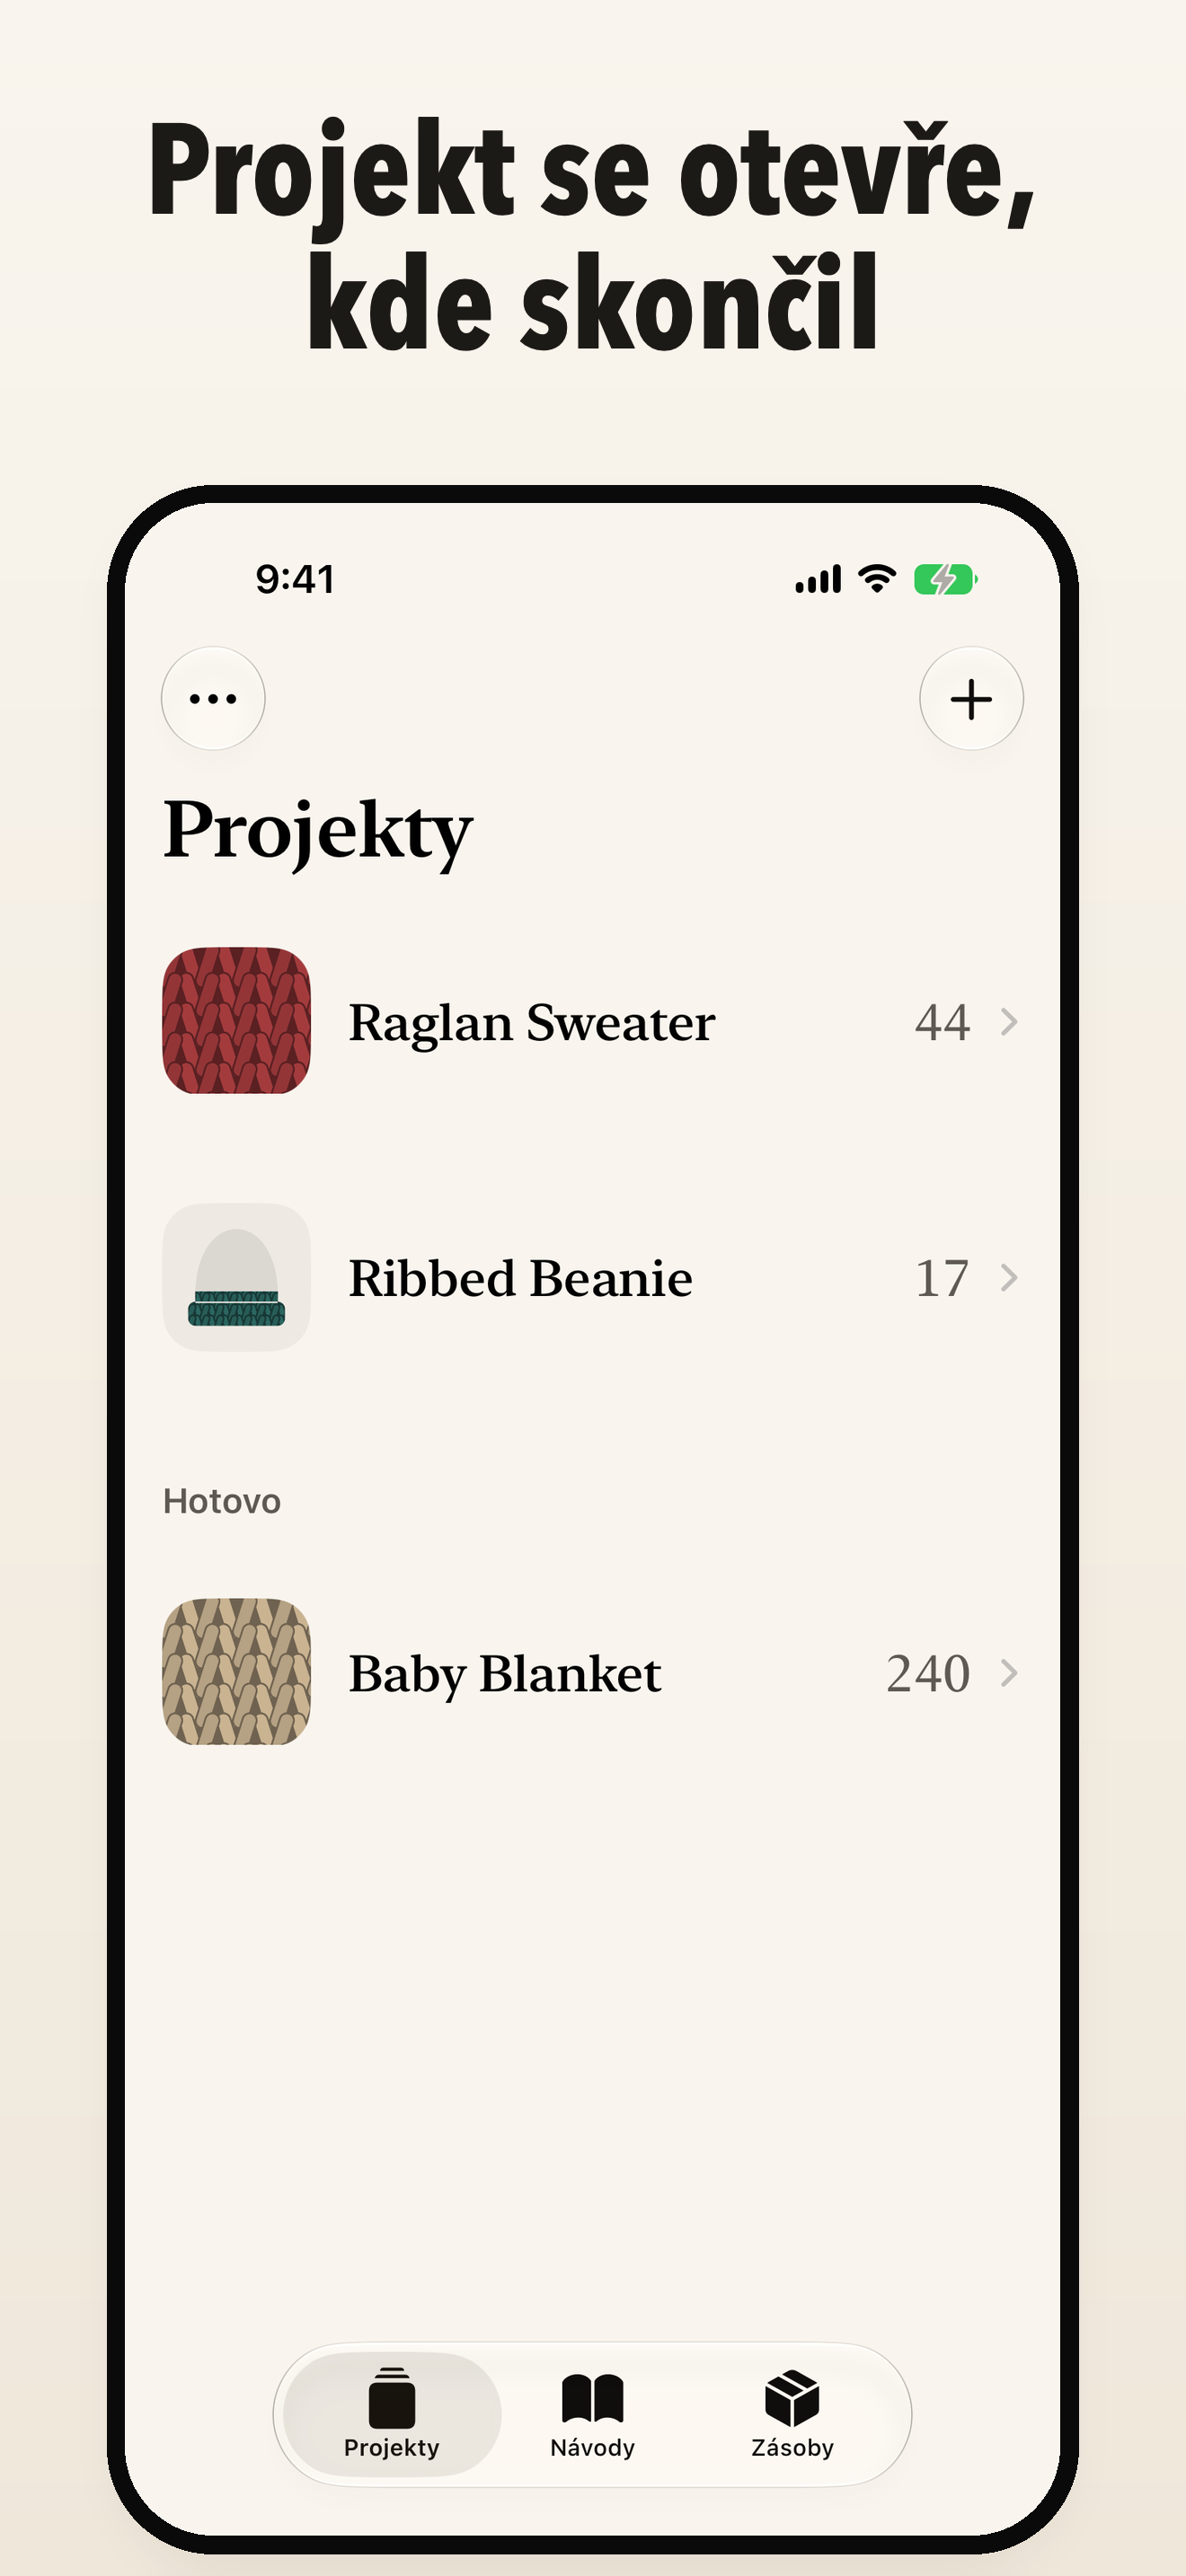 Projekt se otevře,
kde skončil
9:41
Projekty
Raglan Sweater 44
Ribbed Beanie 17
Hotovo
Baby Blanket 240
Projekty Návody Zásoby